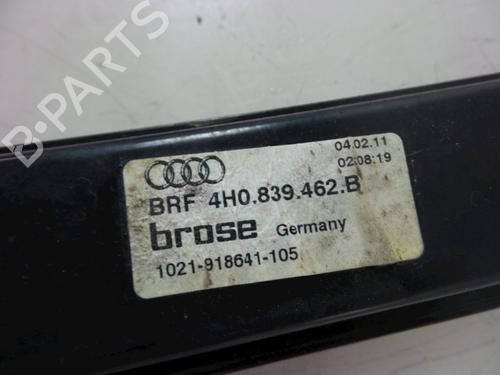 B-PARTS
04.02.11
02:08:19
BRF 4H0.839.462.B
brose Germany
1021-918641-105